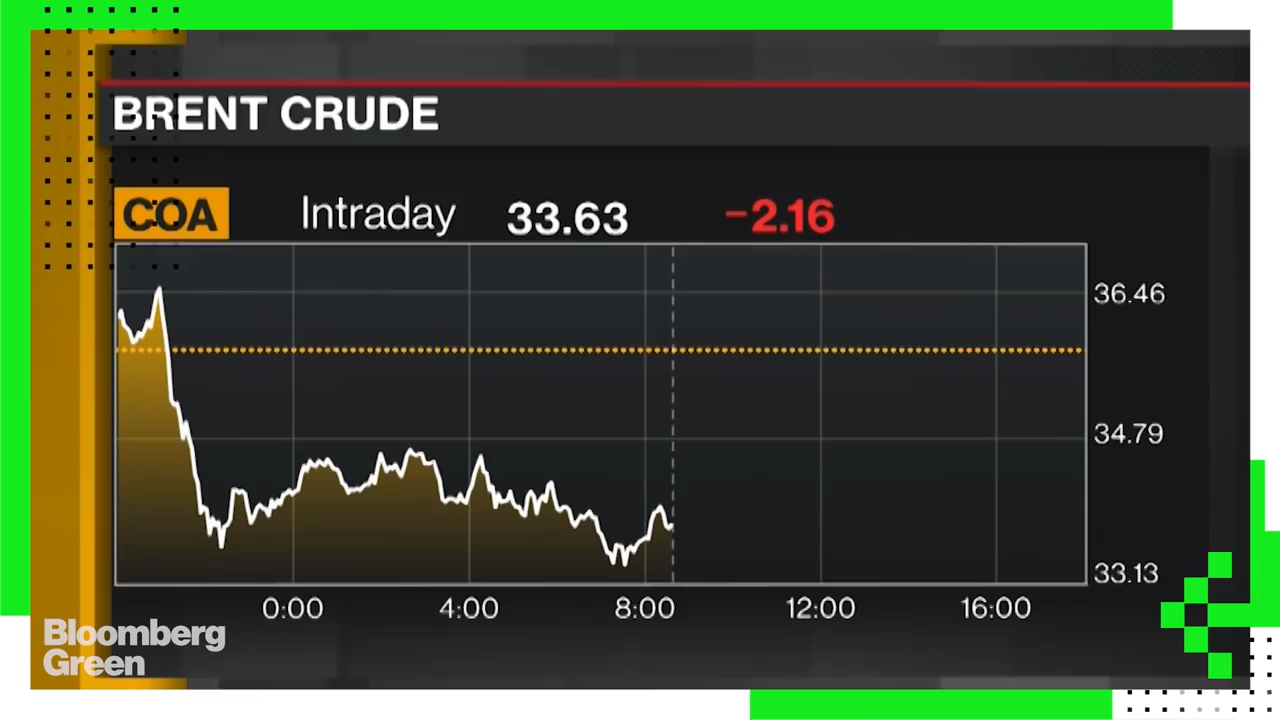 BRENT CRUDE
COA Intraday 33.63 −2.16
36.46
34.79
33.13
0:00 4:00 8:00 12:00 16:00
Bloomberg
Green